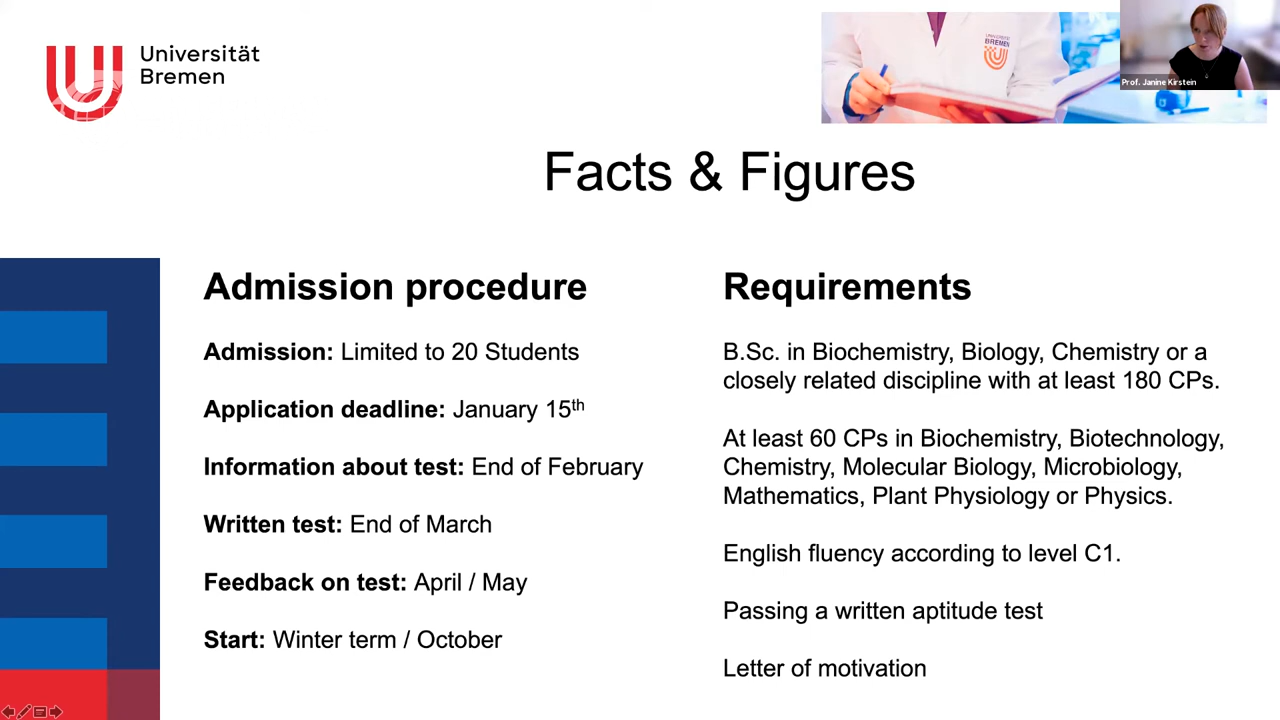 Universität
Bremen
UNIVERSITÄT
BREMEN
Prof. Janine Kirstein
Facts & Figures
Admission procedure
Admission: Limited to 20 Students
Application deadline: January 15th
Information about test: End of February
Written test: End of March
Feedback on test: April / May
Start: Winter term / October
Requirements
B.Sc. in Biochemistry, Biology, Chemistry or a
closely related discipline with at least 180 CPs.
At least 60 CPs in Biochemistry, Biotechnology,
Chemistry, Molecular Biology, Microbiology,
Mathematics, Plant Physiology or Physics.
English fluency according to level C1.
Passing a written aptitude test
Letter of motivation